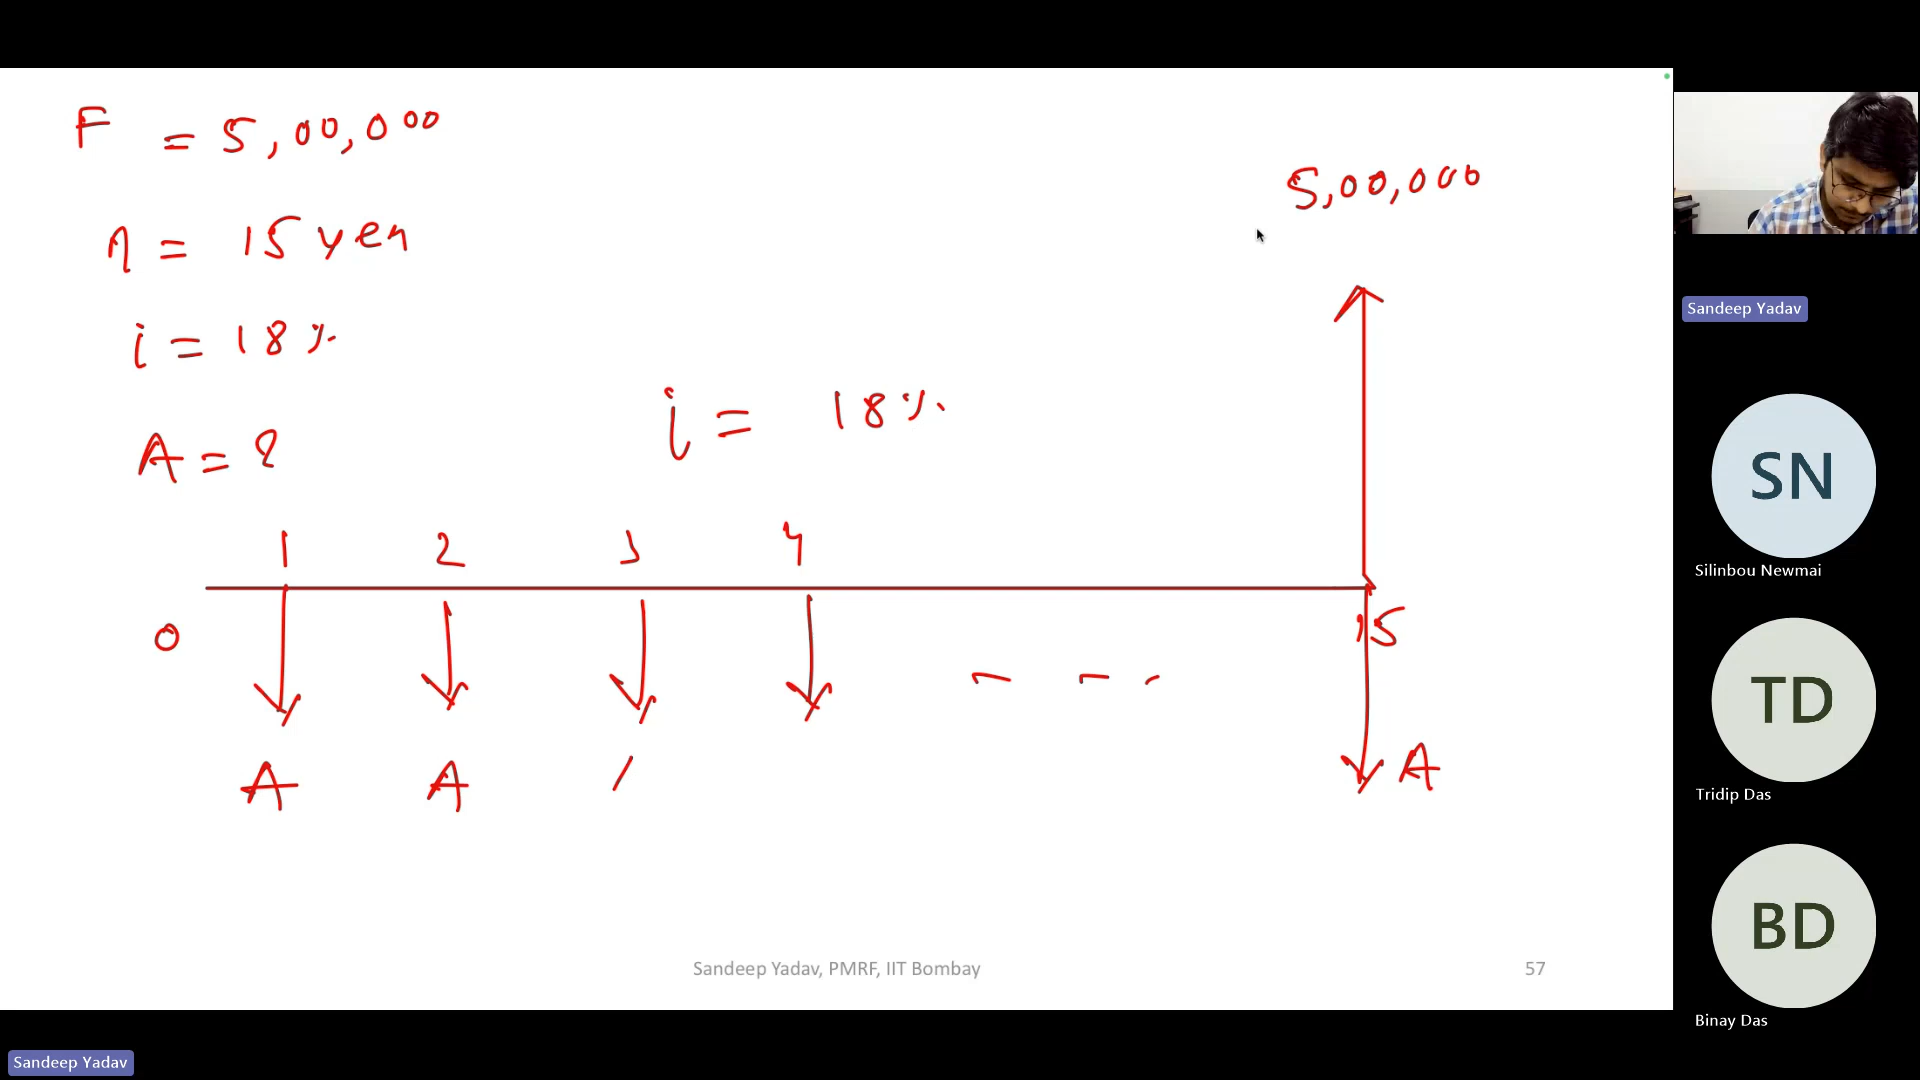 F = 5,00,000
5,00,000
n = 15 yer
i = 18 %
i = 18 %
A = ?
1 2 3 4
0
15
A A
A
Sandeep Yadav, PMRF, IIT Bombay
57
Sandeep Yadav
SN
Silinbou Newmai
TD
Tridip Das
BD
Binay Das
Sandeep Yadav